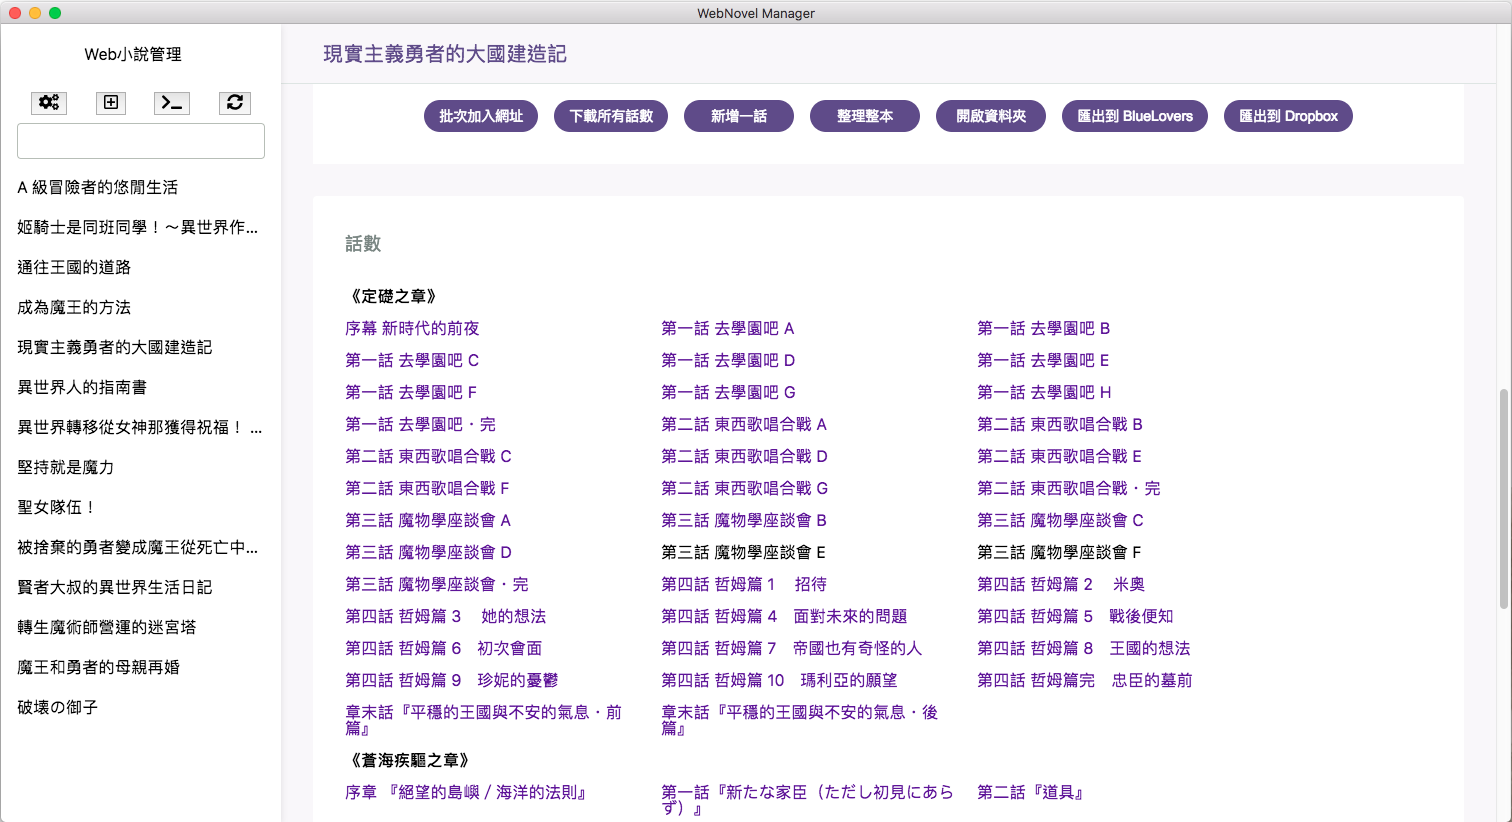 WebNovel Manager
Web小說管理
A 級冒險者的悠閒生活
姬騎士是同班同學！～異世界作...
通往王國的道路
成為魔王的方法
現實主義勇者的大國建造記
異世界人的指南書
異世界轉移從女神那獲得祝福！ ...
堅持就是魔力
聖女隊伍！
被捨棄的勇者變成魔王從死亡中...
賢者大叔的異世界生活日記
轉生魔術師營運的迷宮塔
魔王和勇者的母親再婚
破壊の御子
現實主義勇者的大國建造記
批次加入網址 下載所有話數 新增一話 整理整本 開啟資料夾 匯出到 BlueLovers 匯出到 Dropbox
話數
《定礎之章》
序幕 新時代的前夜 第一話 去學園吧 A 第一話 去學園吧 B
第一話 去學園吧 C 第一話 去學園吧 D 第一話 去學園吧 E
第一話 去學園吧 F 第一話 去學園吧 G 第一話 去學園吧 H
第一話 去學園吧・完 第二話 東西歌唱合戰 A 第二話 東西歌唱合戰 B
第二話 東西歌唱合戰 C 第二話 東西歌唱合戰 D 第二話 東西歌唱合戰 E
第二話 東西歌唱合戰 F 第二話 東西歌唱合戰 G 第二話 東西歌唱合戰・完
第三話 魔物學座談會 A 第三話 魔物學座談會 B 第三話 魔物學座談會 C
第三話 魔物學座談會 D 第三話 魔物學座談會 E 第三話 魔物學座談會 F
第三話 魔物學座談會・完 第四話 哲姆篇 1　招待 第四話 哲姆篇 2　米奧
第四話 哲姆篇 3　她的想法 第四話 哲姆篇 4　面對未來的問題 第四話 哲姆篇 5　戰後便知
第四話 哲姆篇 6　初次會面 第四話 哲姆篇 7　帝國也有奇怪的人 第四話 哲姆篇 8　王國的想法
第四話 哲姆篇 9　珍妮的憂鬱 第四話 哲姆篇 10　瑪利亞的願望 第四話 哲姆篇完　忠臣的墓前
章末話『平穩的王國與不安的氣息・前篇』 章末話『平穩的王國與不安的氣息・後篇』
《蒼海疾驅之章》
序章 『絕望的島嶼 / 海洋的法則』 第一話『新たな家臣（ただし初見にあらず）』 第二話『道具』